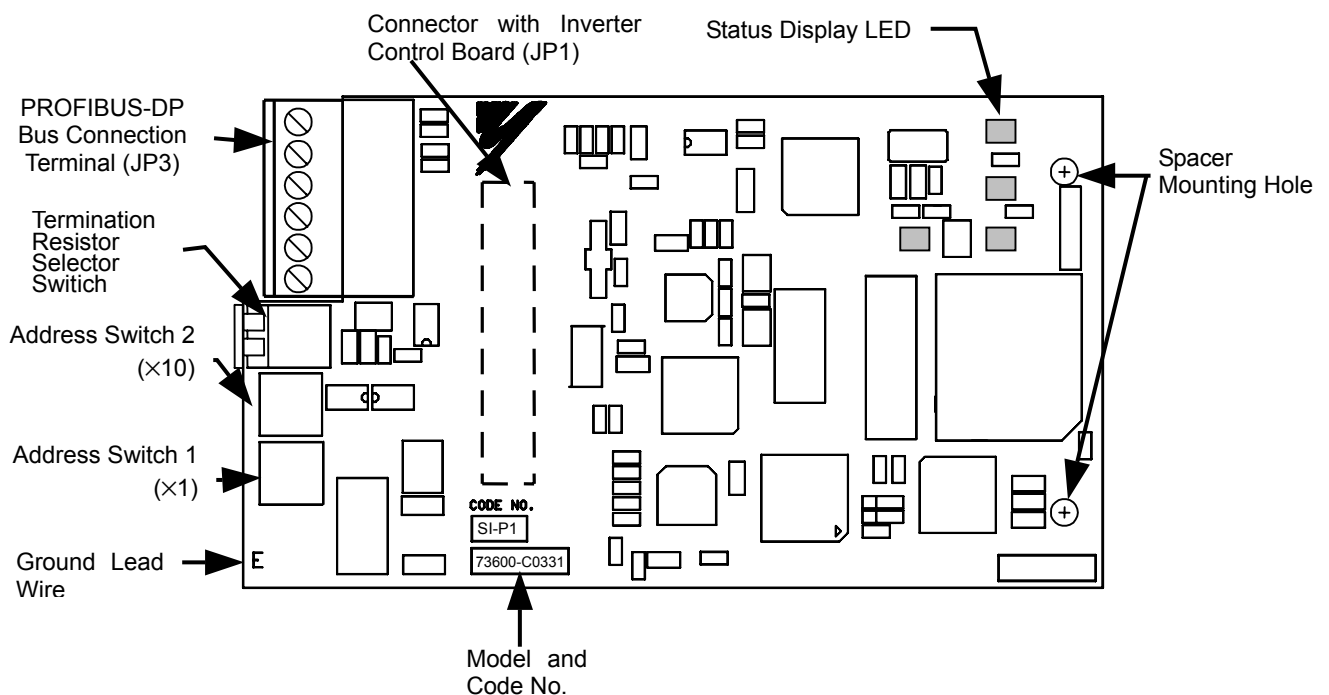 Connector with Inverter
Control Board (JP1)
Status Display LED
PROFIBUS-DP
Bus Connection
Terminal (JP3)
Spacer
Mounting Hole
Termination
Resistor
Selector
Switich
Address Switch 2
(×10)
Address Switch 1
(×1)
CODE NO.
SI-P1
73600-C0331
E
Ground Lead
Wire
Model and
Code No.